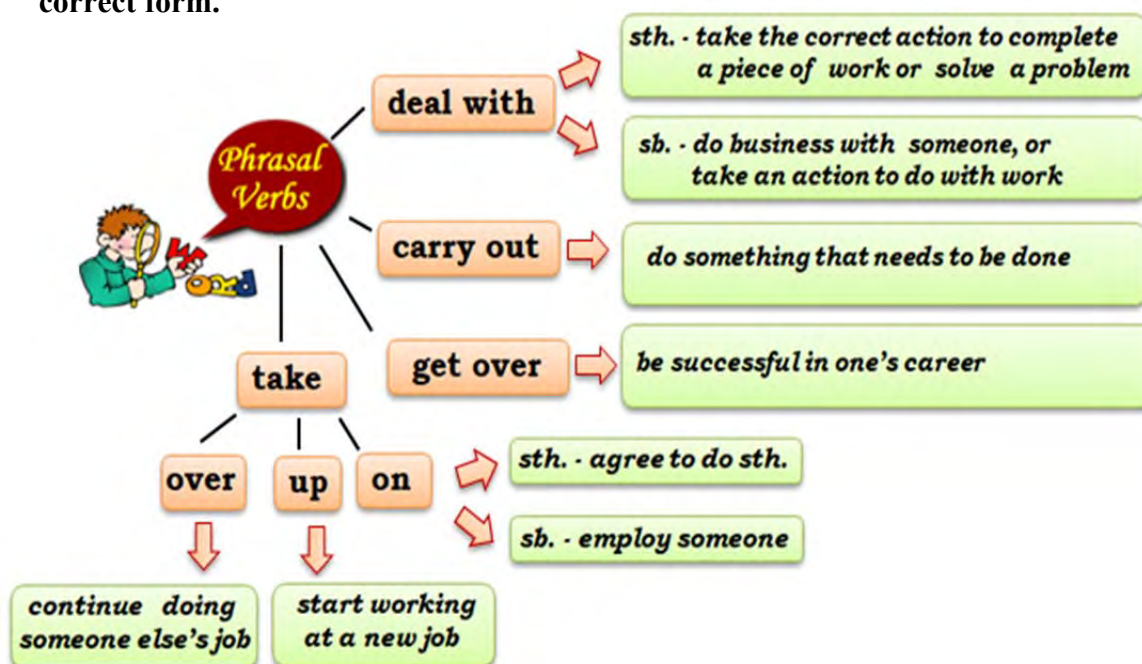 correct form.
Phrasal
Verbs
WORD
deal with
sth. - take the correct action to complete
a piece of work or solve a problem
sb. - do business with someone, or
take an action to do with work
carry out
do something that needs to be done
get over
be successful in one's career
take
over
up
on
sth. - agree to do sth.
sb. - employ someone
continue doing
someone else's job
start working
at a new job